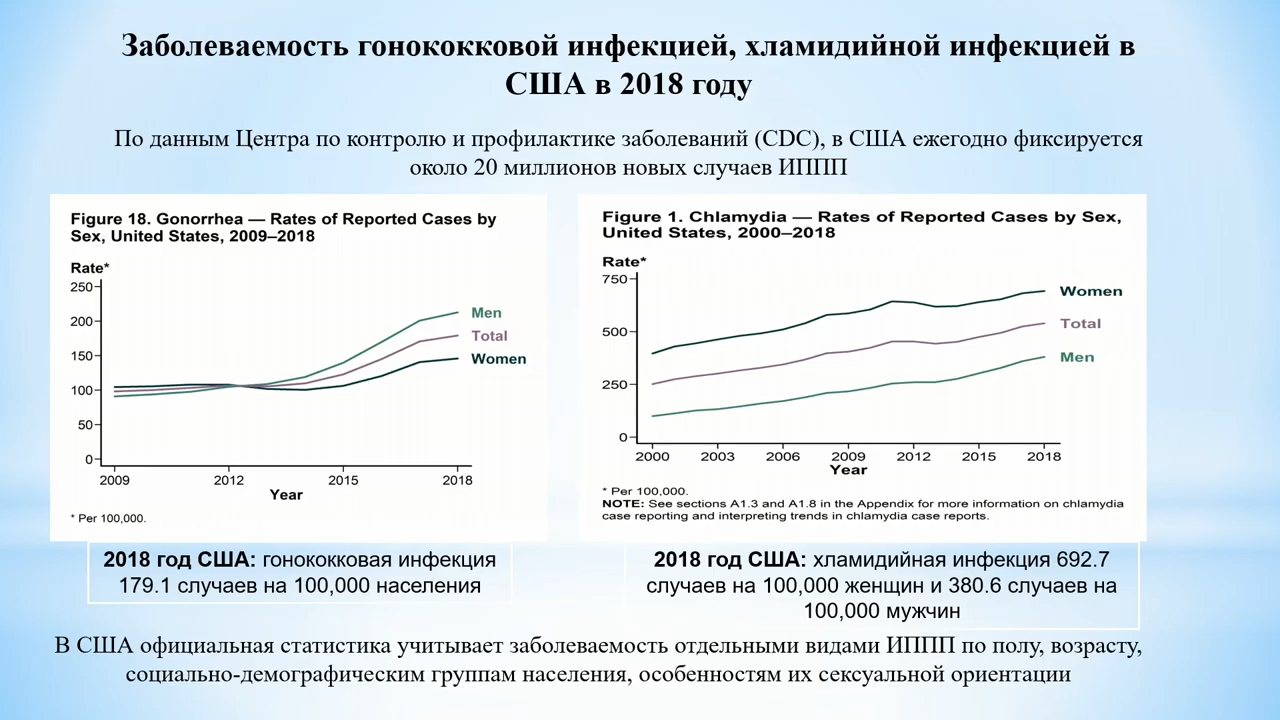 Заболеваемость гонококковой инфекцией, хламидийной инфекцией в
США в 2018 году
По данным Центра по контролю и профилактике заболеваний (CDC), в США ежегодно фиксируется
около 20 миллионов новых случаев ИППП
Figure 18. Gonorrhea — Rates of Reported Cases by
Sex, United States, 2009–2018
Rate*
250
200
150
100
50
0
Men
Total
Women
2009
2012
2015
2018
Year
* Per 100,000.
Figure 1. Chlamydia — Rates of Reported Cases by Sex,
United States, 2000–2018
Rate*
750
500
250
0
Women
Total
Men
2000
2003
2006
2009
2012
2015
2018
Year
* Per 100,000.
NOTE: See sections A1.3 and A1.8 in the Appendix for more information on chlamydia
case reporting and interpreting trends in chlamydia case reports.
2018 год США: гонококковая инфекция
179.1 случаев на 100,000 населения
2018 год США: хламидийная инфекция 692.7
случаев на 100,000 женщин и 380.6 случаев на
100,000 мужчин
В США официальная статистика учитывает заболеваемость отдельными видами ИППП по полу, возрасту,
социально-демографическим группам населения, особенностям их сексуальной ориентации